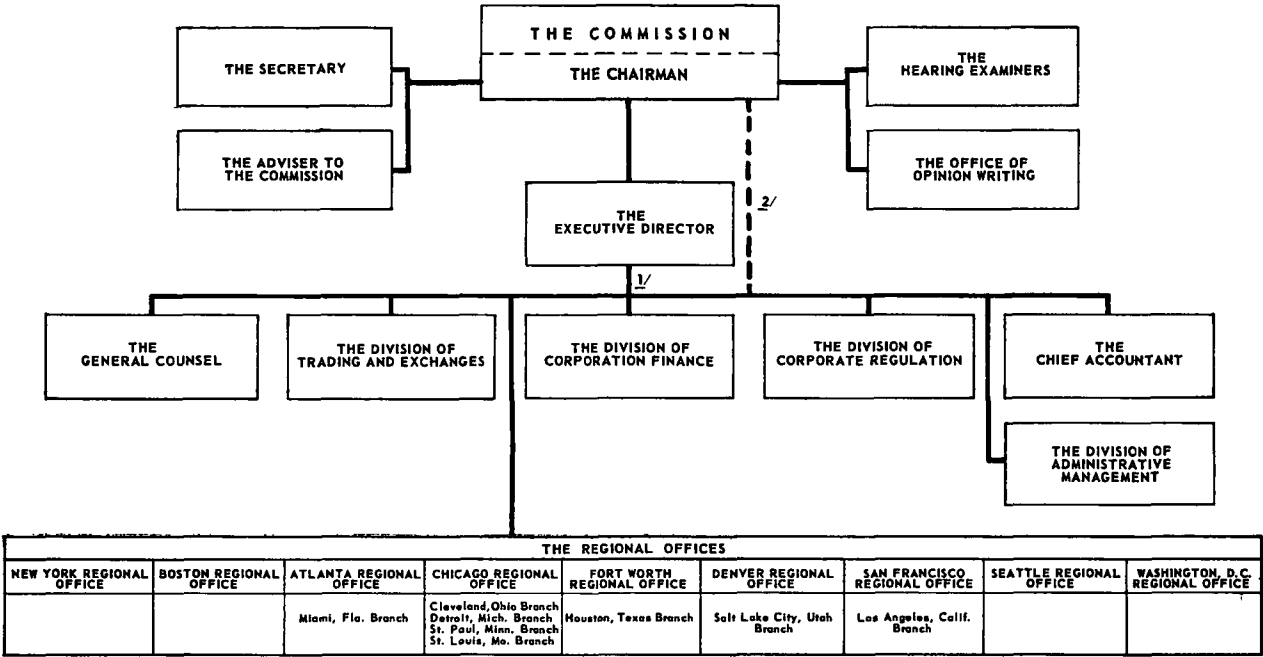 THE COMMISSION
THE CHAIRMAN
THE SECRETARY
THE ADVISER TO
THE COMMISSION
THE
HEARING EXAMINERS
THE OFFICE OF
OPINION WRITING
THE
EXECUTIVE DIRECTOR
2/
1/
THE
GENERAL COUNSEL
THE DIVISION OF
TRADING AND EXCHANGES
THE DIVISION OF
CORPORATION FINANCE
THE DIVISION OF
CORPORATE REGULATION
THE
CHIEF ACCOUNTANT
THE DIVISION OF
ADMINISTRATIVE
MANAGEMENT
THE REGIONAL OFFICES
NEW YORK REGIONAL
OFFICE
BOSTON REGIONAL
OFFICE
ATLANTA REGIONAL
OFFICE
Miami, Fla. Branch
CHICAGO REGIONAL
OFFICE
Cleveland, Ohio Branch
Detroit, Mich. Branch
St. Paul, Minn. Branch
St. Louis, Mo. Branch
FORT WORTH
REGIONAL OFFICE
Houston, Texas Branch
DENVER REGIONAL
OFFICE
Salt Lake City, Utah
Branch
SAN FRANCISCO
REGIONAL OFFICE
Los Angeles, Calif.
Branch
SEATTLE REGIONAL
OFFICE
WASHINGTON, D.C.
REGIONAL OFFICE